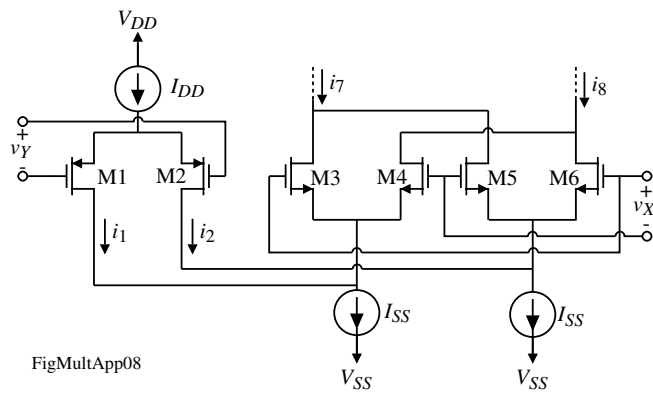 V_DD
I_DD
i_7
i_8
+
v_Y
-
M1
M2
M3
M4
M5
M6
+
v_X
-
i_1
i_2
I_SS
I_SS
FigMultApp08
V_SS
V_SS